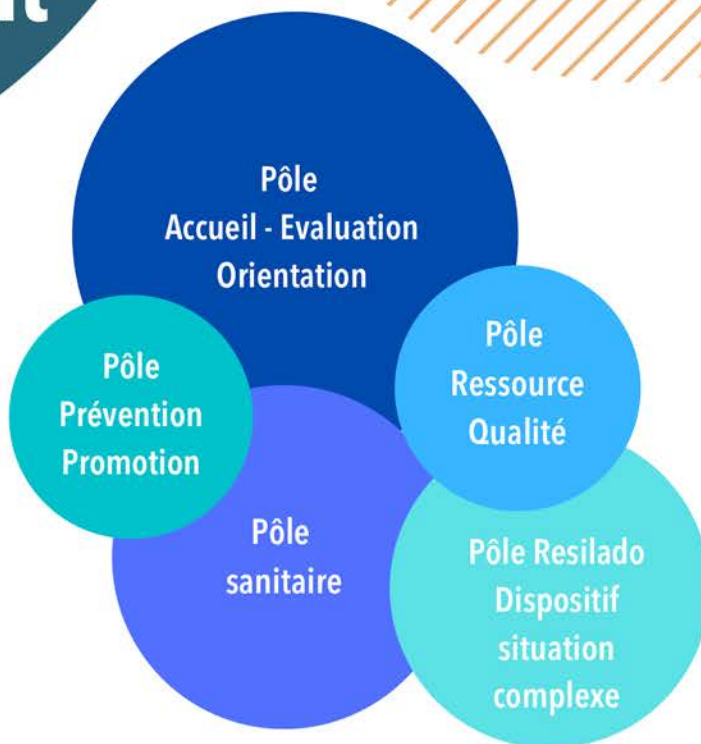 Pôle
Accueil - Evaluation
Orientation
Pôle
Ressource
Qualité
Pôle
Prévention
Promotion
Pôle
sanitaire
Pôle Resilado
Dispositif
situation
complexe